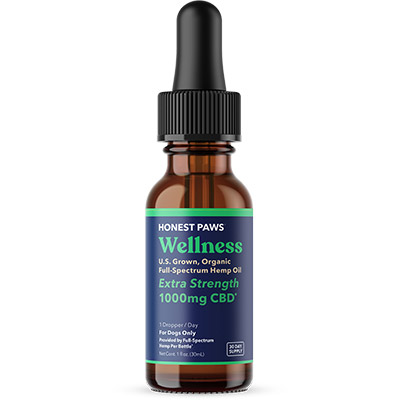 HONEST PAWS
Wellness
U.S. Grown, Organic
Full-Spectrum Hemp Oil
Extra Strength
1000mg CBD*
1 Dropper / Day
For Dogs Only
Provided by Full-Spectrum
Hemp Per Bottle*
Net Cont. 1 fl oz. (30mL)
30 DAY
SUPPLY